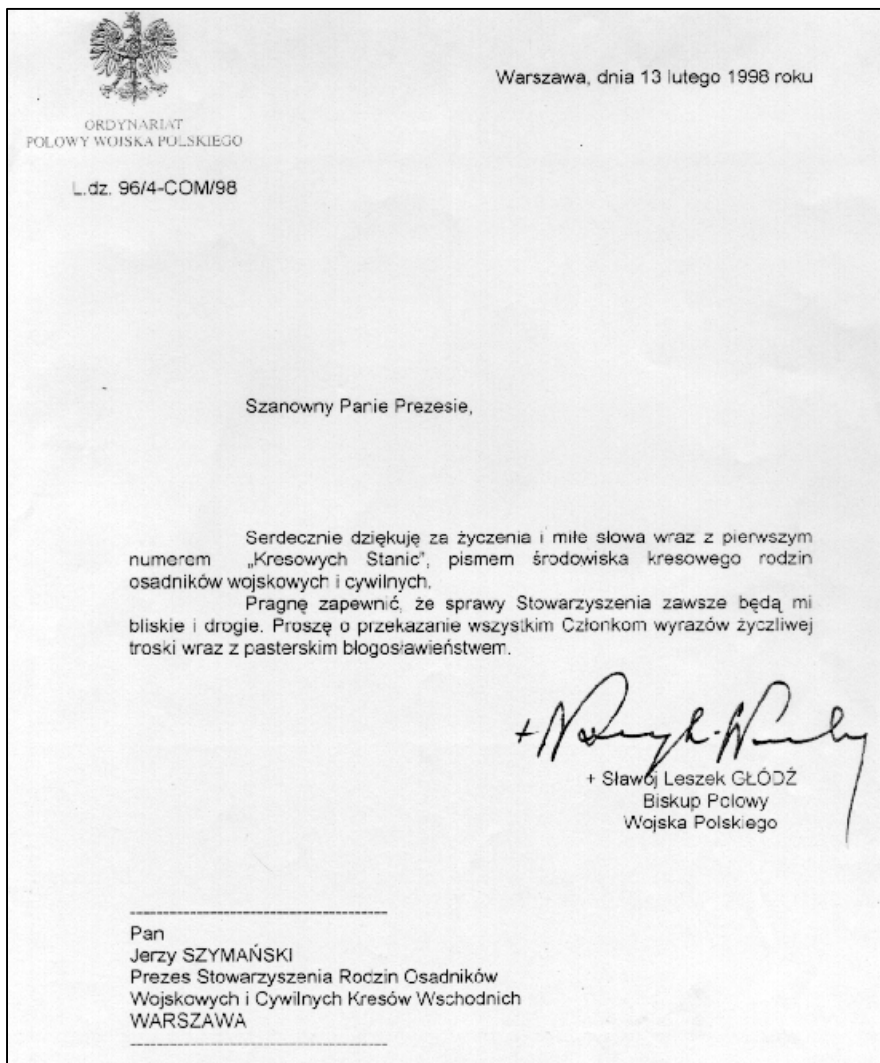 Warszawa, dnia 13 lutego 1998 roku
ORDYNARIAT
POLOWY WOJSKA POLSKIEGO
L.dz. 96/4-COM/98
Szanowny Panie Prezesie,
Serdecznie dziękuję za życzenia i miłe słowa wraz z pierwszym
numerem „Kresowych Stanic", pismem środowiska kresowego rodzin
osadników wojskowych i cywilnych.
Pragnę zapewnić, że sprawy Stowarzyszenia zawsze będą mi
bliskie i drogie. Proszę o przekazanie wszystkim Członkom wyrazów życzliwej
troski wraz z pasterskim błogosławieństwem.
+ Sławój Leszek GŁÓDŹ
Biskup Polowy
Wojska Polskiego
Pan
Jerzy SZYMAŃSKI
Prezes Stowarzyszenia Rodzin Osadników
Wojskowych i Cywilnych Kresów Wschodnich
WARSZAWA